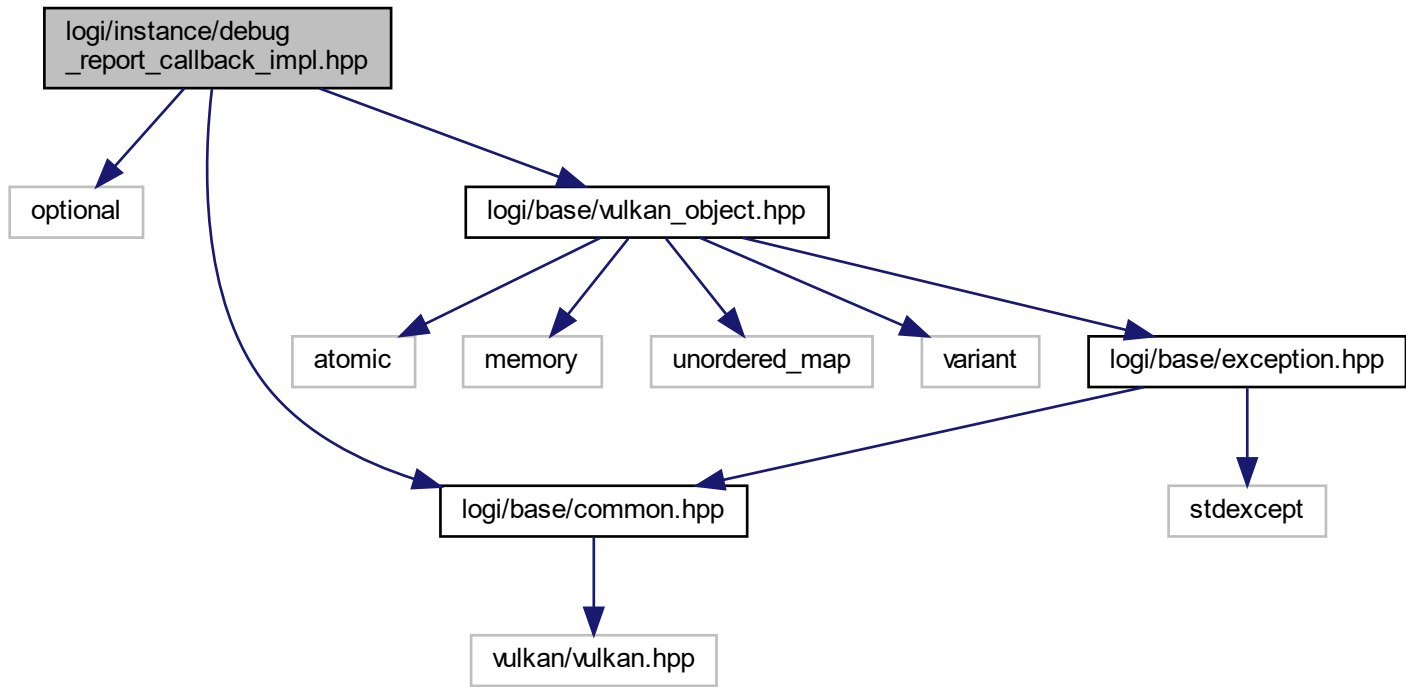 logi/instance/debug
_report_callback_impl.hpp
optional
logi/base/vulkan_object.hpp
atomic
memory
unordered_map
variant
logi/base/exception.hpp
logi/base/common.hpp
stdexcept
vulkan/vulkan.hpp